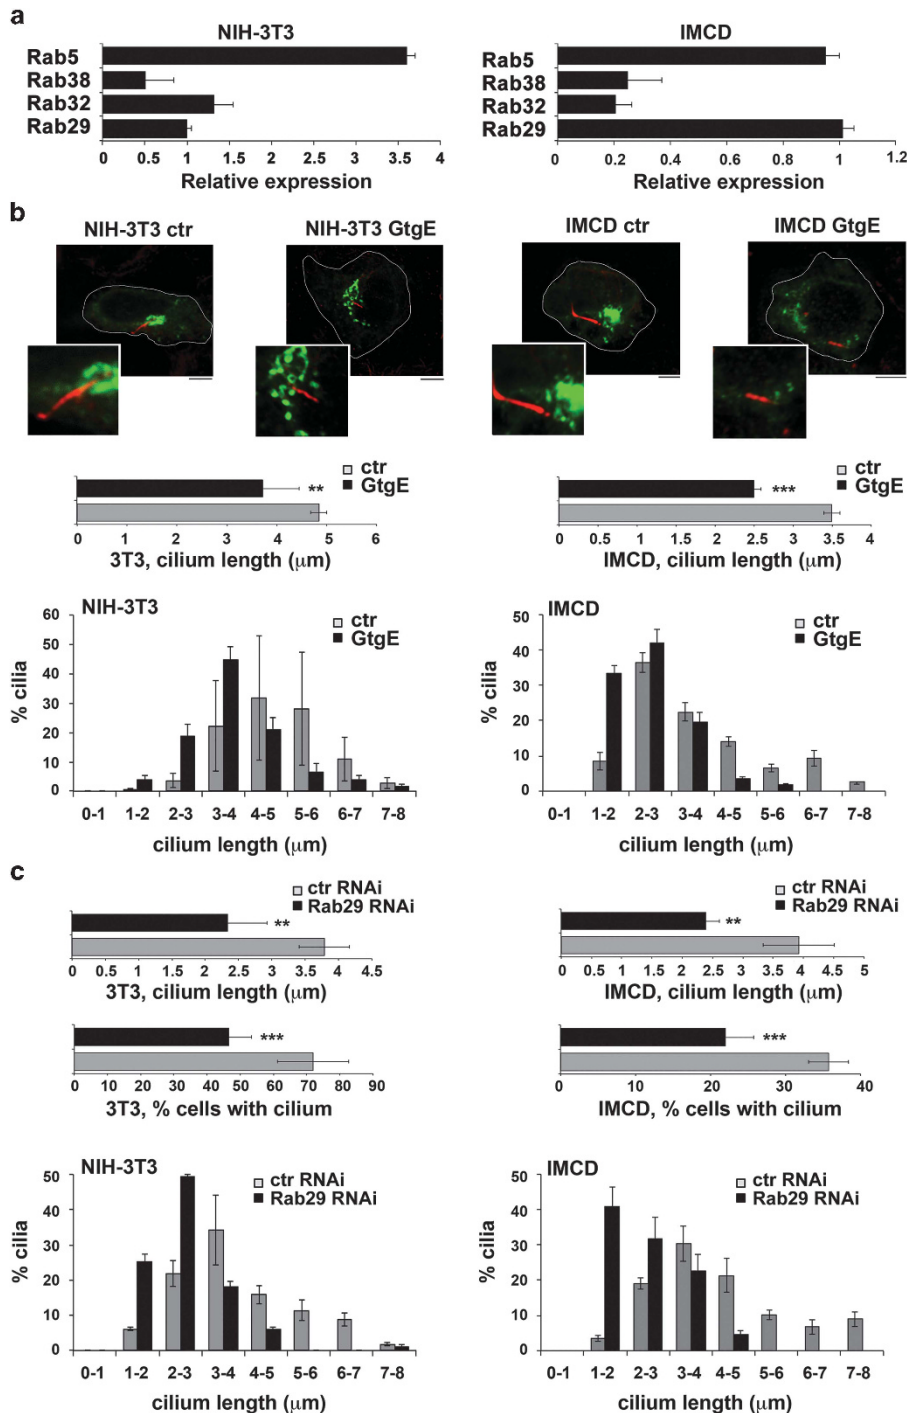 a
NIH-3T3
Rab5
Rab38
Rab32
Rab29
0 0.5 1 1.5 2 2.5 3 3.5 4
Relative expression
IMCD
Rab5
Rab38
Rab32
Rab29
0 0.2 0.4 0.6 0.8 1 1.2
Relative expression
b
NIH-3T3 ctr
NIH-3T3 GtgE
IMCD ctr
IMCD GtgE
ctr
GtgE
**
0 1 2 3 4 5 6
3T3, cilium length (μm)
ctr
GtgE
***
0 0.5 1 1.5 2 2.5 3 3.5 4
IMCD, cilium length (μm)
NIH-3T3
ctr
GtgE
% cilia
60
50
40
30
20
10
0
0-1 1-2 2-3 3-4 4-5 5-6 6-7 7-8
cilium length (μm)
IMCD
ctr
GtgE
% cilia
50
40
30
20
10
0
0-1 1-2 2-3 3-4 4-5 5-6 6-7 7-8
cilium length (μm)
c
ctr RNAi
Rab29 RNAi
**
0 0.5 1 1.5 2 2.5 3 3.5 4 4.5
3T3, cilium length (μm)
ctr RNAi
Rab29 RNAi
**
0 0.5 1 1.5 2 2.5 3 3.5 4 4.5 5
IMCD, cilium length (μm)
***
0 10 20 30 40 50 60 70 80 90
3T3, % cells with cilium
***
0 10 20 30 40
IMCD, % cells with cilium
NIH-3T3
ctr RNAi
Rab29 RNAi
% cilia
50
40
30
20
10
0
0-1 1-2 2-3 3-4 4-5 5-6 6-7 7-8
cilium length (μm)
IMCD
ctr RNAi
Rab29 RNAi
% cilia
50
40
30
20
10
0
0-1 1-2 2-3 3-4 4-5 5-6 6-7 7-8
cilium length (μm)